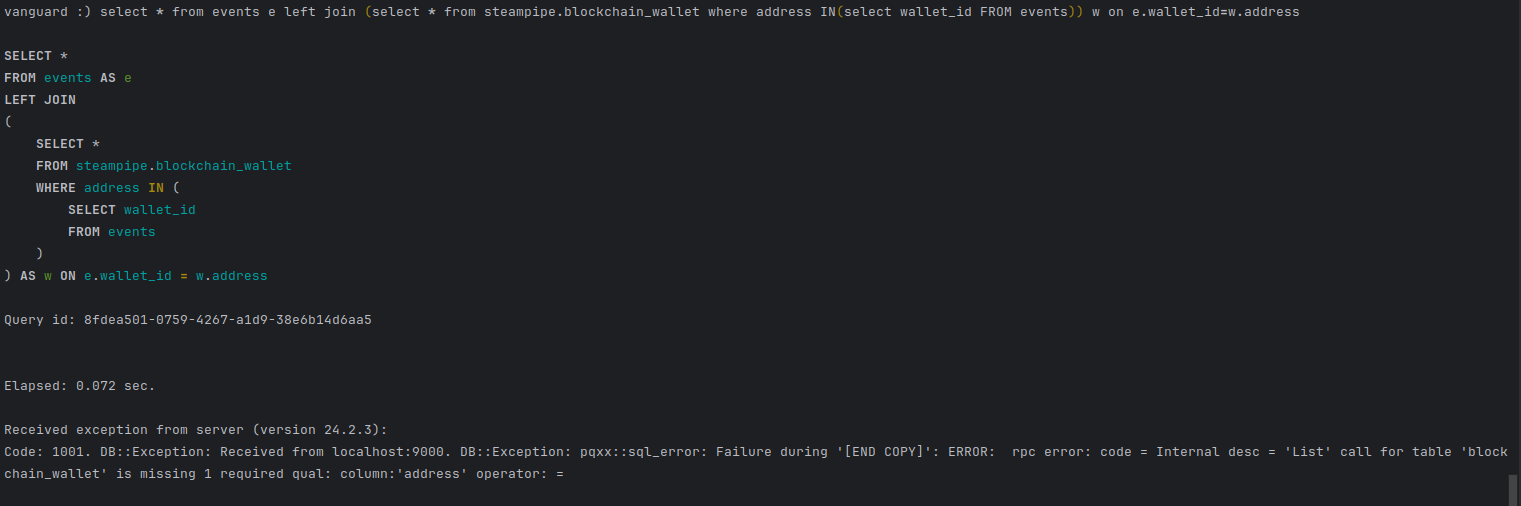 vanguard :) select * from events e left join (select * from steampipe.blockchain_wallet where address IN(select wallet_id FROM events)) w on e.wallet_id=w.address
SELECT *
FROM events AS e
LEFT JOIN
(
    SELECT *
    FROM steampipe.blockchain_wallet
    WHERE address IN (
        SELECT wallet_id
        FROM events
    )
) AS w ON e.wallet_id = w.address
Query id: 8fdea501-0759-4267-a1d9-38e6b14d6aa5
Elapsed: 0.072 sec.
Received exception from server (version 24.2.3):
Code: 1001. DB::Exception: Received from localhost:9000. DB::Exception: pqxx::sql_error: Failure during '[END COPY]': ERROR:  rpc error: code = Internal desc = 'List' call for table 'block
chain_wallet' is missing 1 required qual: column:'address' operator: =